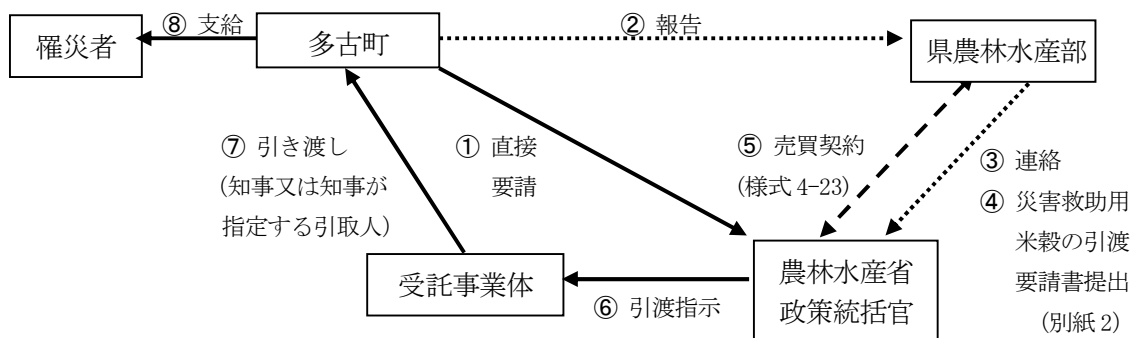 ⑧ 支給
② 報告
罹災者
多古町
県農林水産部
⑦ 引き渡し
(知事又は知事が
指定する引取人)
① 直接
要請
⑤ 売買契約
(様式 4-23)
③ 連絡
④ 災害救助用
米穀の引渡
要請書提出
(別紙 2)
受託事業体
⑥ 引渡指示
農林水産省
政策統括官